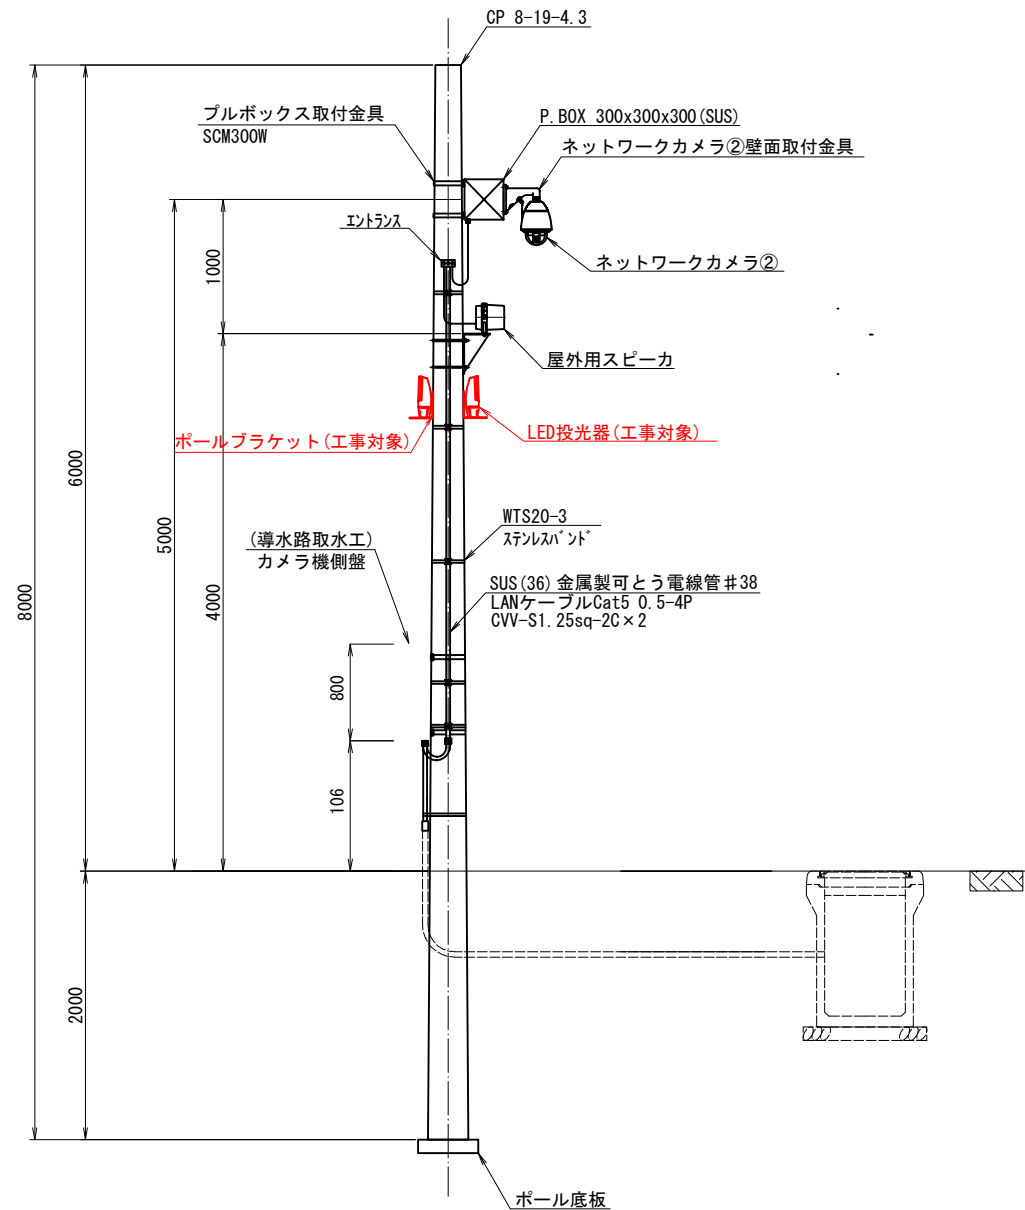 CP 8-19-4.3
プルボックス取付金具
SCM300W
P.BOX 300x300x300(SUS)
ネットワークカメラ②壁面取付金具
エントランス
ネットワークカメラ②
1000
屋外用スピーカ
ポールブラケット(工事対象)
LED投光器(工事対象)
6000
5000
4000
8000
WTS20-3
ステンレスバンド
(導水路取水工)
カメラ機側盤
SUS(36)金属製可とう電線管#38
LANケーブルCat5 0.5-4P
CVV-S1.25sq-2C×2
800
106
2000
ポール底板